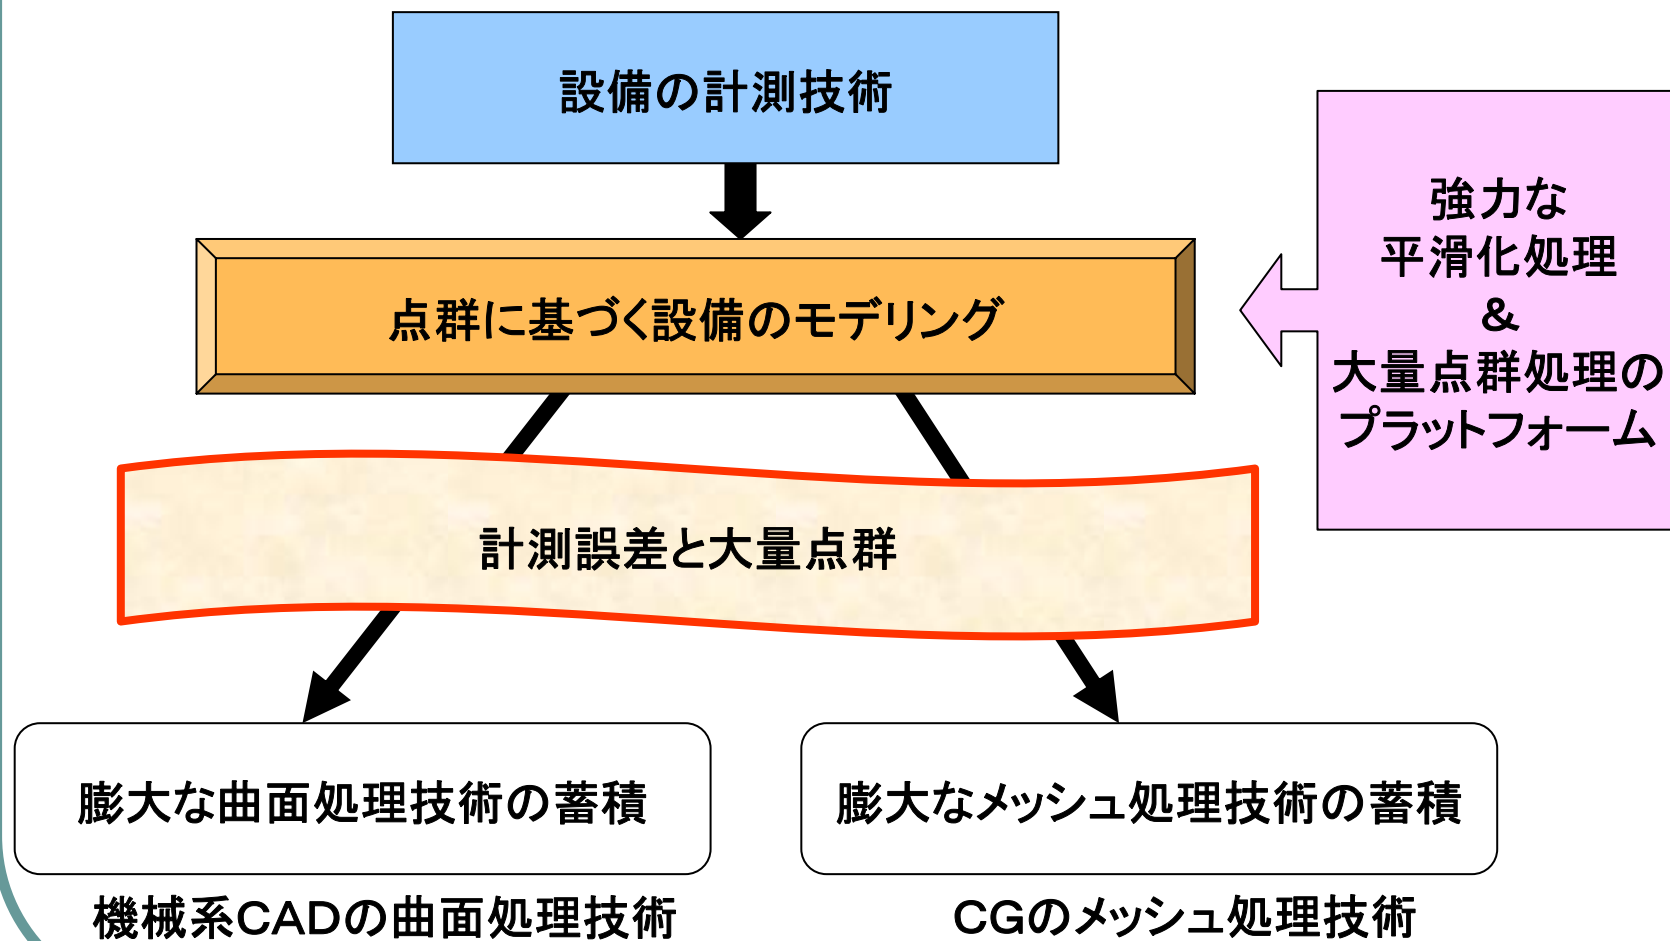 設備の計測技術
強力な
平滑化処理
&
大量点群処理の
プラットフォーム
点群に基づく設備のモデリング
計測誤差と大量点群
膨大な曲面処理技術の蓄積
膨大なメッシュ処理技術の蓄積
機械系CADの曲面処理技術
CGのメッシュ処理技術